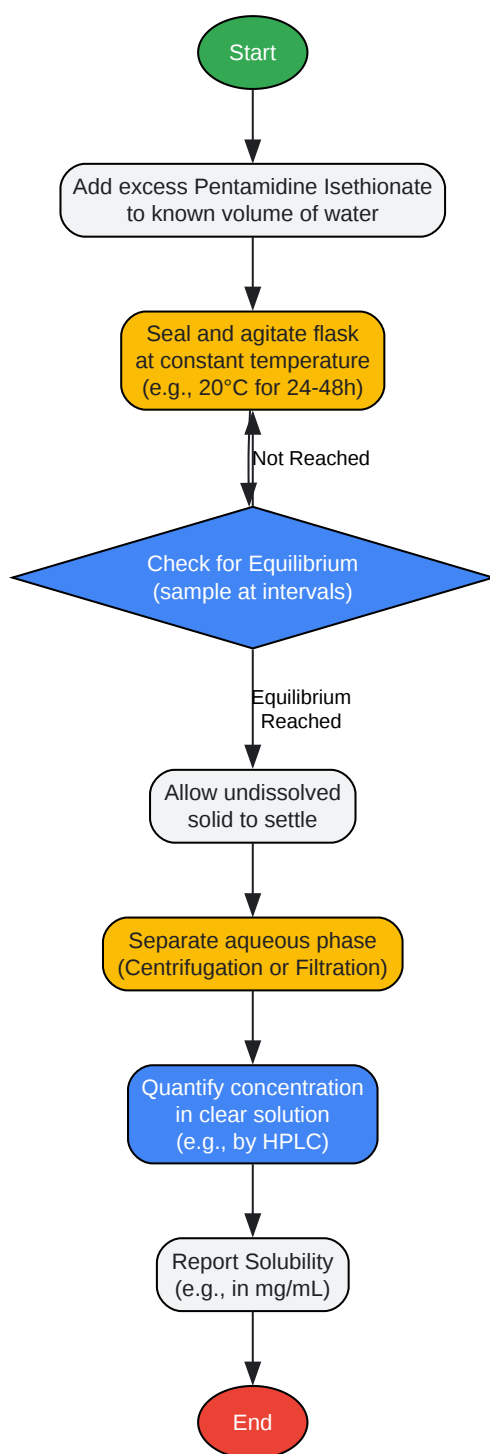 Start
Add excess Pentamidine Isethionate
to known volume of water
Seal and agitate flask
at constant temperature
(e.g., 20°C for 24-48h)
Not Reached
Check for Equilibrium
(sample at intervals)
Equilibrium
Reached
Allow undissolved
solid to settle
Separate aqueous phase
(Centrifugation or Filtration)
Quantify concentration
in clear solution
(e.g., by HPLC)
Report Solubility
(e.g., in mg/mL)
End